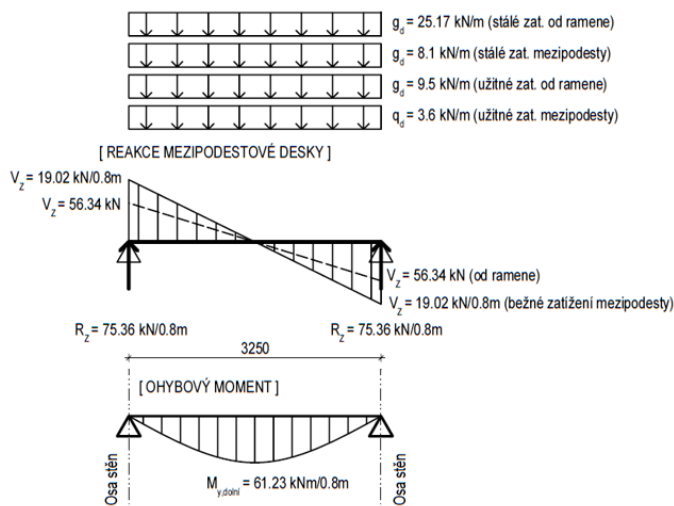 g_d = 25.17 kN/m (stálé zat. od ramene)
g_d = 8.1 kN/m (stálé zat. mezipodesty)
g_d = 9.5 kN/m (užitné zat. od ramene)
q_d = 3.6 kN/m (užitné zat. mezipodesty)
[ REAKCE MEZIPODESTOVÉ DESKY ]
V_z = 19.02 kN/0.8m
V_z = 56.34 kN
V_z = 56.34 kN (od ramene)
V_z = 19.02 kN/0.8m (bežné zatížení mezipodesty)
R_z = 75.36 kN/0.8m R_z = 75.36 kN/0.8m
3250
[ OHYBOVÝ MOMENT ]
M_y,dolní = 61.23 kNm/0.8m
Osa stěn
Osa stěn